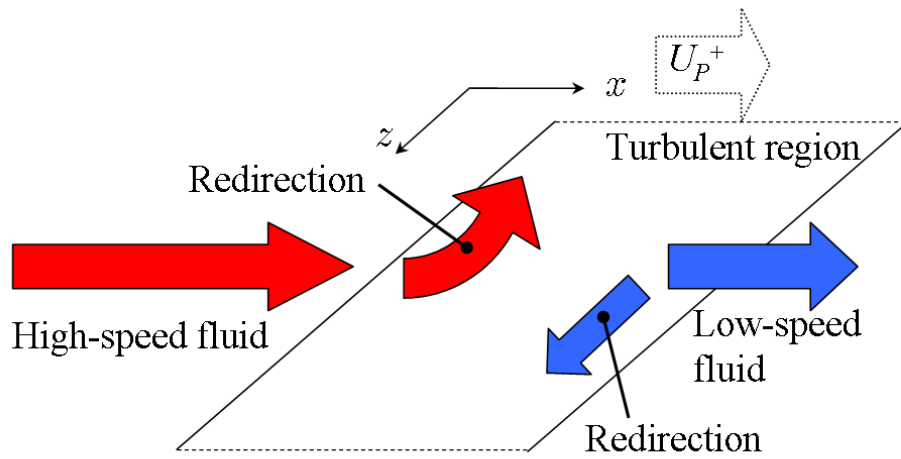 U_P^+
x
z
Turbulent region
Redirection
High-speed fluid
Low-speed
fluid
Redirection